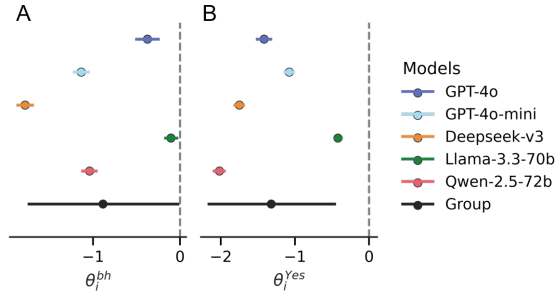 A
B
Models
GPT-4o
GPT-4o-mini
Deepseek-v3
Llama-3.3-70b
Qwen-2.5-72b
Group
−1 0
−2 −1 0
θ_i^{bh}
θ_i^{Yes}